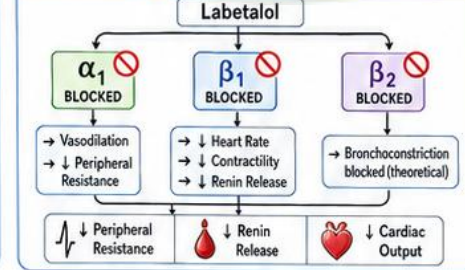 Labetalol
α1
BLOCKED
β1
BLOCKED
β2
BLOCKED
→ Vasodilation
→ ↓ Peripheral
Resistance
→ ↓ Heart Rate
→ ↓ Contractility
→ ↓ Renin Release
→ Bronchoconstriction
blocked (theoretical)
↓ Peripheral
Resistance
↓ Renin
Release
↓ Cardiac
Output